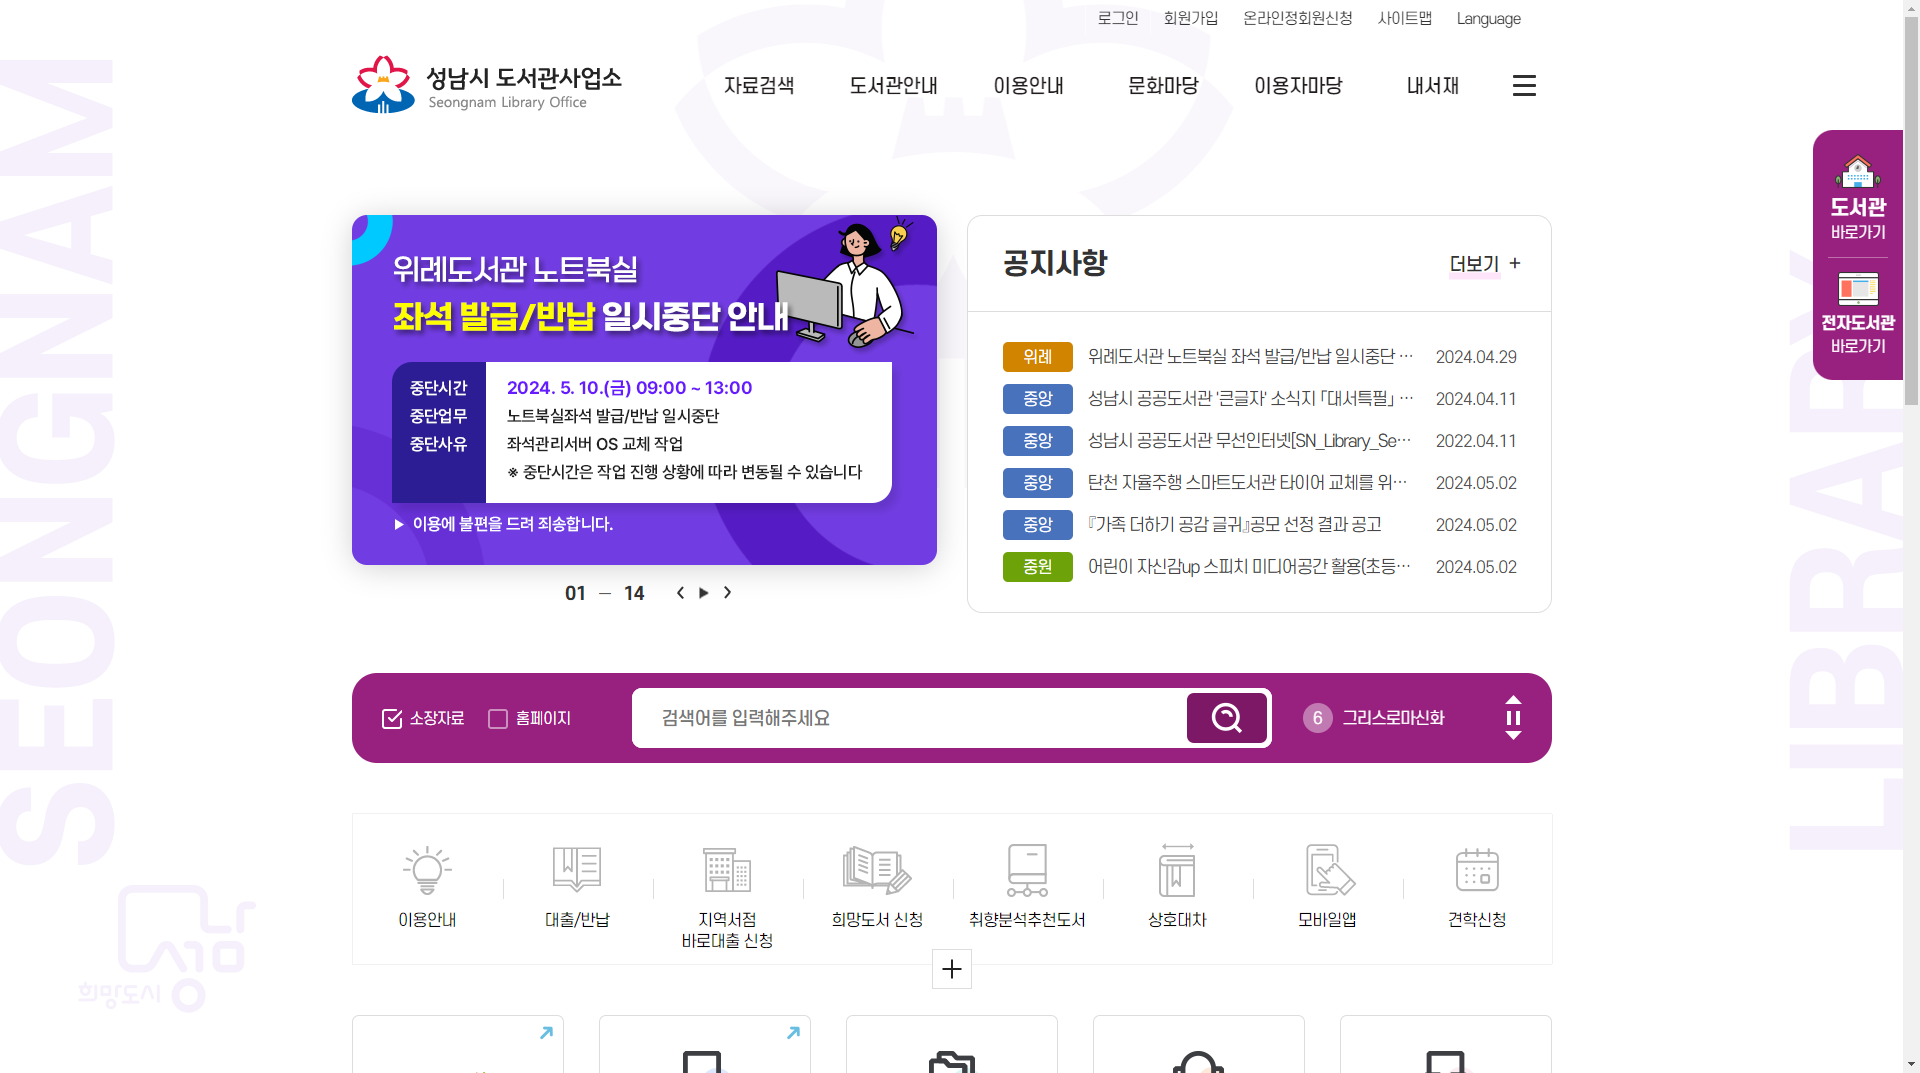 로그인 회원가입 온라인정회원신청 사이트맵 Language
성남시 도서관사업소
Seongnam Library Office
자료검색 도서관안내 이용안내 문화마당 이용자마당 내서재
SEONGNAM
LIBRARY
도서관
바로가기
전자도서관
바로가기
위례도서관 노트북실
좌석 발급/반납 일시중단 안내
중단시간 2024. 5. 10.(금) 09:00 ~ 13:00
중단업무 노트북실좌석 발급/반납 일시중단
중단사유 좌석관리서버 OS 교체 작업
※ 중단시간은 작업 진행 상황에 따라 변동될 수 있습니다
▶ 이용에 불편을 드려 죄송합니다.
01 14
공지사항 더보기 +
위례 위례도서관 노트북실 좌석 발급/반납 일시중단 … 2024.04.29
중앙 성남시 공공도서관 '큰글자' 소식지 「대서특필」 … 2024.04.11
중앙 성남시 공공도서관 무선인터넷[SN_Library_Se… 2022.04.11
중앙 탄천 자율주행 스마트도서관 타이어 교체를 위… 2024.05.02
중앙 『가족 더하기 공감 글귀』공모 선정 결과 공고 2024.05.02
중원 어린이 자신감up 스피치 미디어공간 활용(초등… 2024.05.02
소장자료 홈페이지 검색어를 입력해주세요 6 그리스로마신화
이용안내 대출/반납 지역서점 희망도서 신청 취향분석추천도서 상호대차 모바일앱 견학신청
바로대출 신청
희망도시 성남